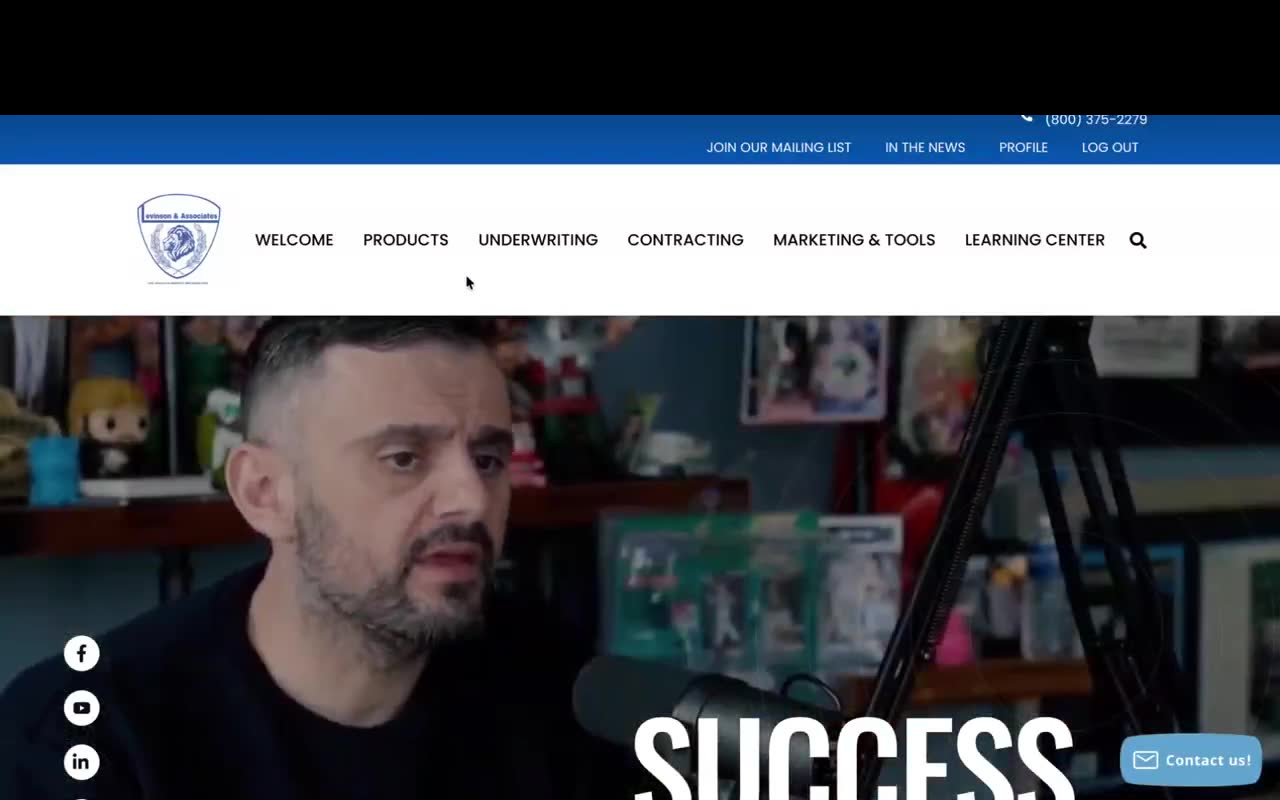 (800) 375-2279
JOIN OUR MAILING LIST IN THE NEWS PROFILE LOG OUT
Levinson & Associates
WELCOME PRODUCTS UNDERWRITING CONTRACTING MARKETING & TOOLS LEARNING CENTER
SUCCESS
Contact us!